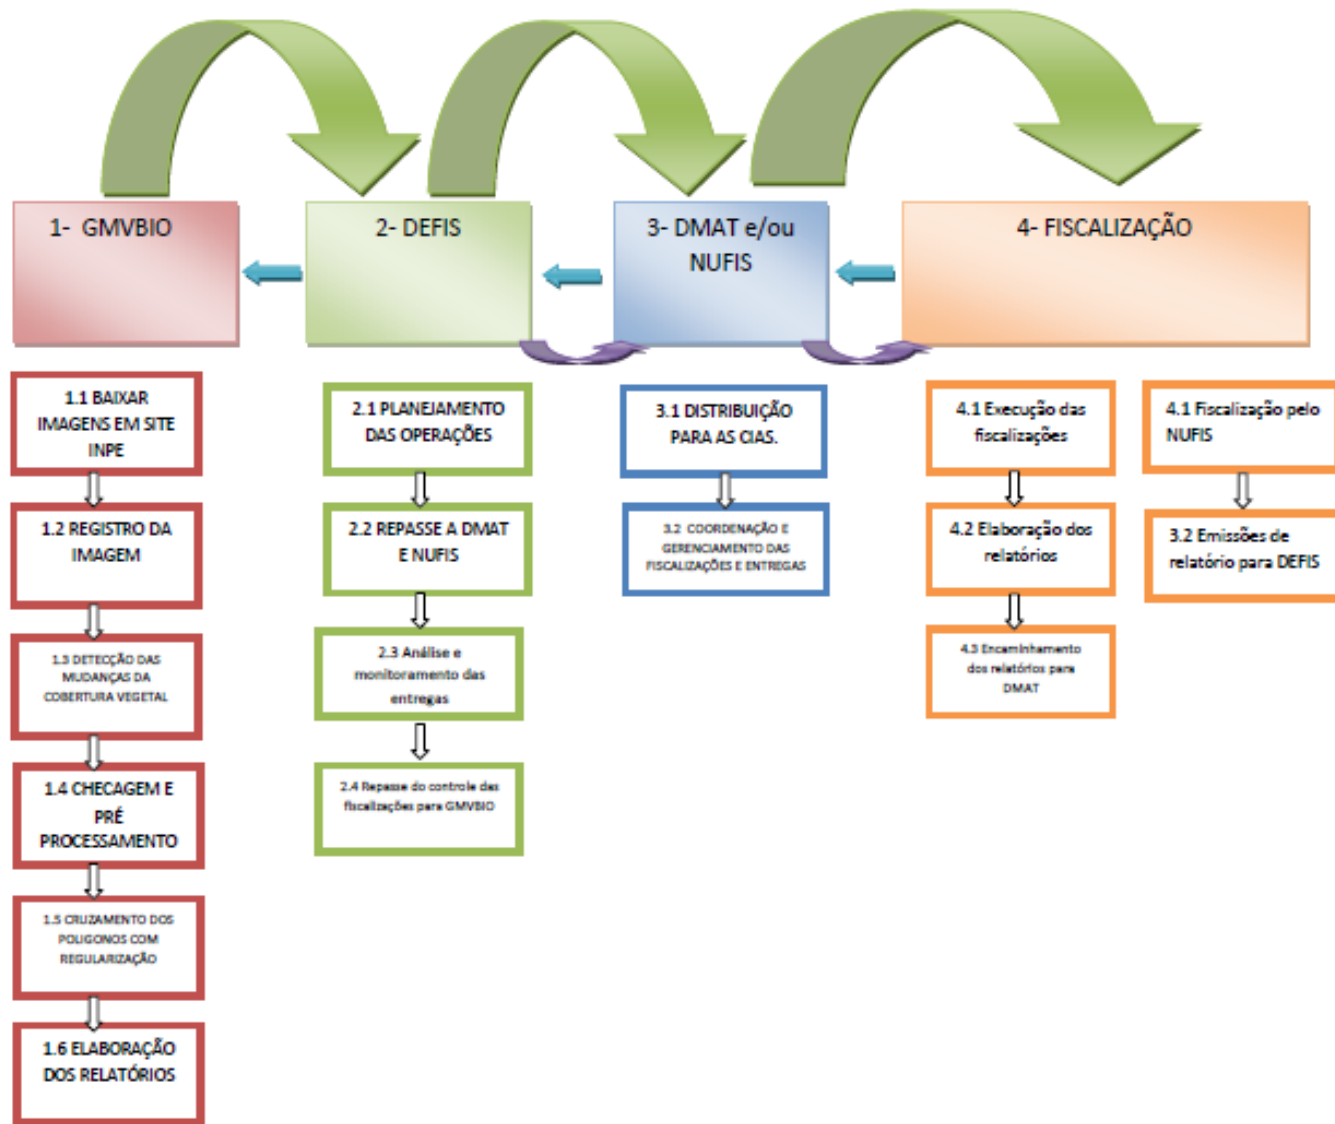 1- GMVBIO
2- DEFIS
3- DMAT e/ou
NUFIS
4- FISCALIZAÇÃO
1.1 BAIXAR
IMAGENS EM SITE
INPE
1.2 REGISTRO DA
IMAGEM
1.3 DETECÇÃO DAS
MUDANÇAS DA
COBERTURA VEGETAL
1.4 CHECAGEM E
PRÉ
PROCESSAMENTO
1.5 CRUZAMENTO DOS
POLIGONOS COM
REGULARIZAÇÃO
1.6 ELABORAÇÃO
DOS RELATÓRIOS
2.1 PLANEJAMENTO
DAS OPERAÇÕES
2.2 REPASSE A DMAT
E NUFIS
2.3 Análise e
monitoramento das
entregas
2.4 Repasse do controle das
fiscalizações para GMVBIO
3.1 DISTRIBUIÇÃO
PARA AS CIAS.
3.2 COORDENAÇÃO E
GERENCIAMENTO DAS
FISCALIZAÇÕES E ENTREGAS
4.1 Execução das
fiscalizações
4.2 Elaboração dos
relatórios
4.3 Encaminhamento
dos relatórios para
DMAT
4.1 Fiscalização pelo
NUFIS
3.2 Emissões de
relatório para DEFIS